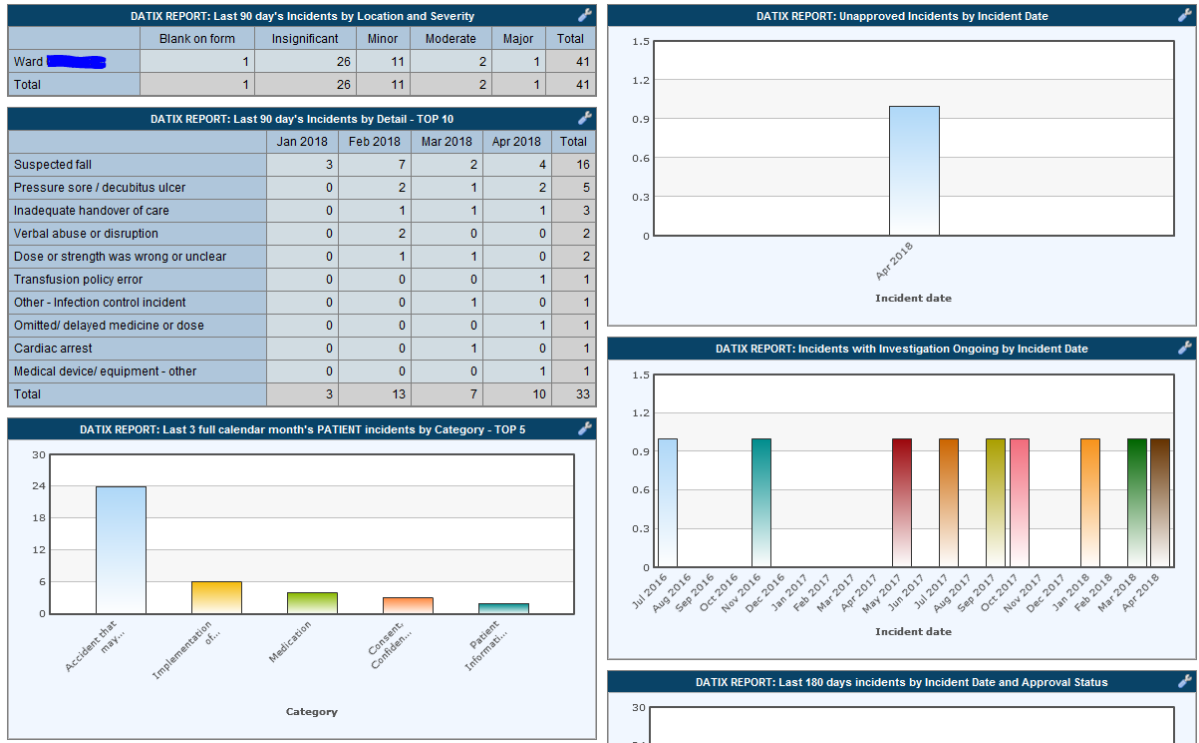 DATIX REPORT: Last 90 day's Incidents by Location and Severity
Blank on form Insignificant Minor Moderate Major Total
Ward 1 26 11 2 1 41
Total 1 26 11 2 1 41
DATIX REPORT: Last 90 day's Incidents by Detail - TOP 10
Jan 2018 Feb 2018 Mar 2018 Apr 2018 Total
Suspected fall 3 7 2 4 16
Pressure sore / decubitus ulcer 0 2 1 2 5
Inadequate handover of care 0 1 1 1 3
Verbal abuse or disruption 0 2 0 0 2
Dose or strength was wrong or unclear 0 1 1 0 2
Transfusion policy error 0 0 0 1 1
Other - Infection control incident 0 0 1 0 1
Omitted/ delayed medicine or dose 0 0 0 1 1
Cardiac arrest 0 0 1 0 1
Medical device/ equipment - other 0 0 0 1 1
Total 3 13 7 10 33
DATIX REPORT: Last 3 full calendar month's PATIENT incidents by Category - TOP 5
30
24
18
12
6
0
Accident that may...
Implementation of...
Medication
Consent, Confiden...
Patient Informati...
Category
DATIX REPORT: Unapproved Incidents by Incident Date
1.5
1.2
0.9
0.6
0.3
0
Apr 2018
Incident date
DATIX REPORT: Incidents with Investigation Ongoing by Incident Date
1.5
1.2
0.9
0.6
0.3
0
Jul 2016 Aug 2016 Sep 2016 Oct 2016 Nov 2016 Dec 2016 Jan 2017 Feb 2017 Mar 2017 Apr 2017 May 2017 Jun 2017 Jul 2017 Aug 2017 Sep 2017 Oct 2017 Nov 2017 Dec 2017 Jan 2018 Feb 2018 Mar 2018 Apr 2018
Incident date
DATIX REPORT: Last 180 days incidents by Incident Date and Approval Status
30